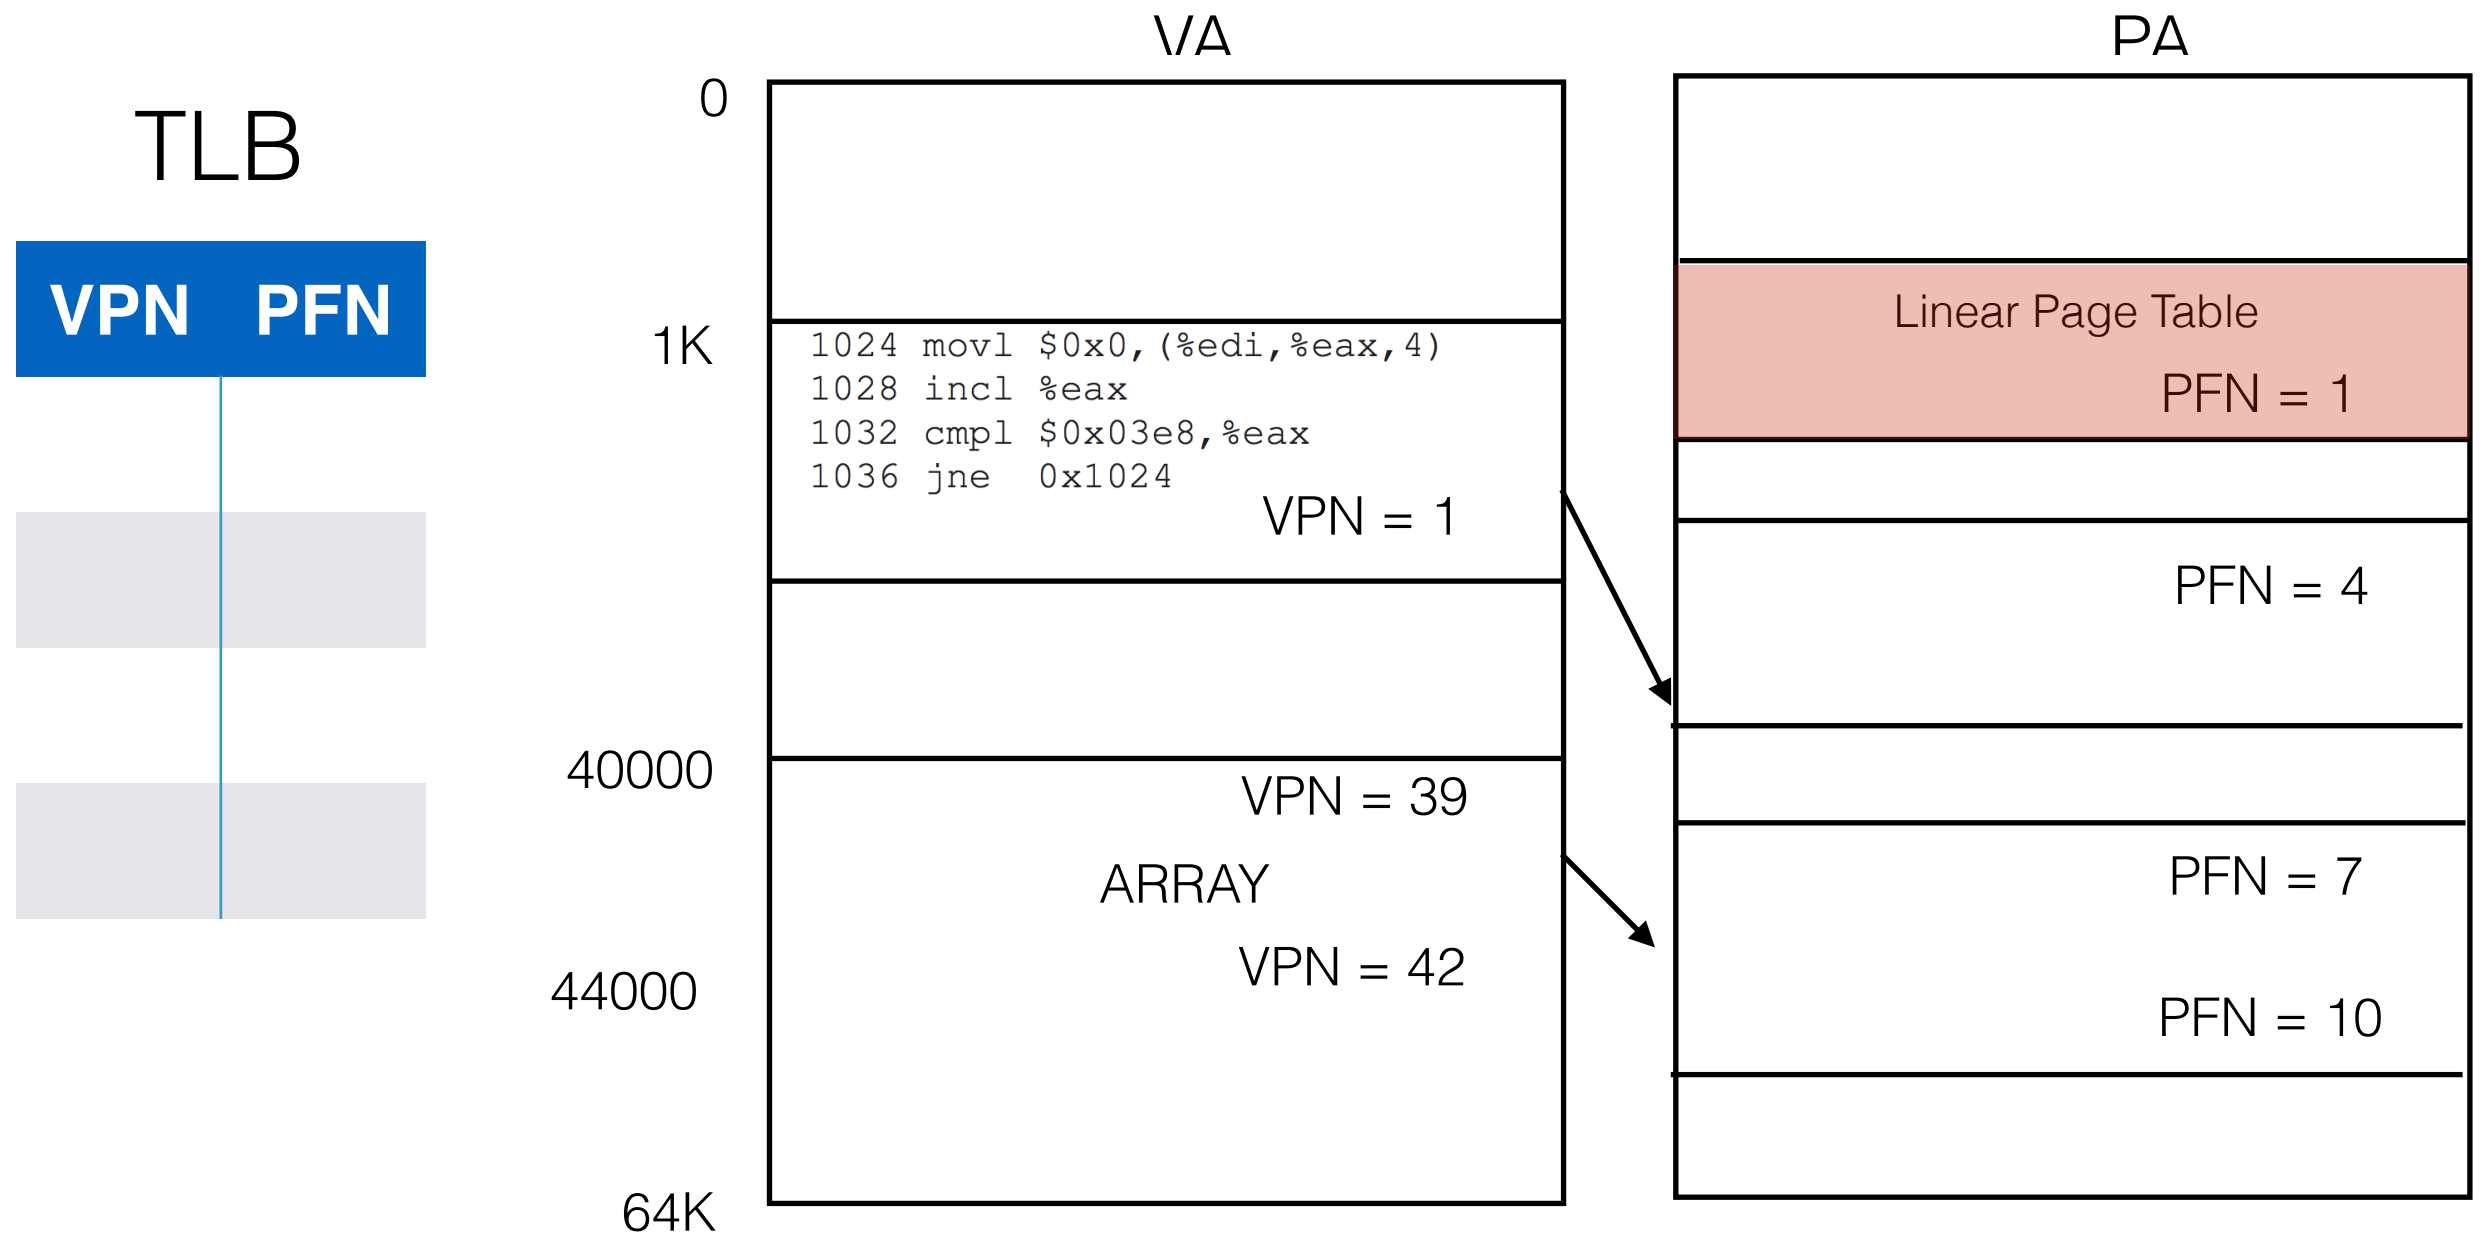 TLB
VPN PFN
VA
0
1K
1024 movl $0x0,(%edi,%eax,4)
1028 incl %eax
1032 cmpl $0x03e8,%eax
1036 jne 0x1024
VPN = 1
40000
VPN = 39
ARRAY
VPN = 42
44000
64K
PA
Linear Page Table
PFN = 1
PFN = 4
PFN = 7
PFN = 10